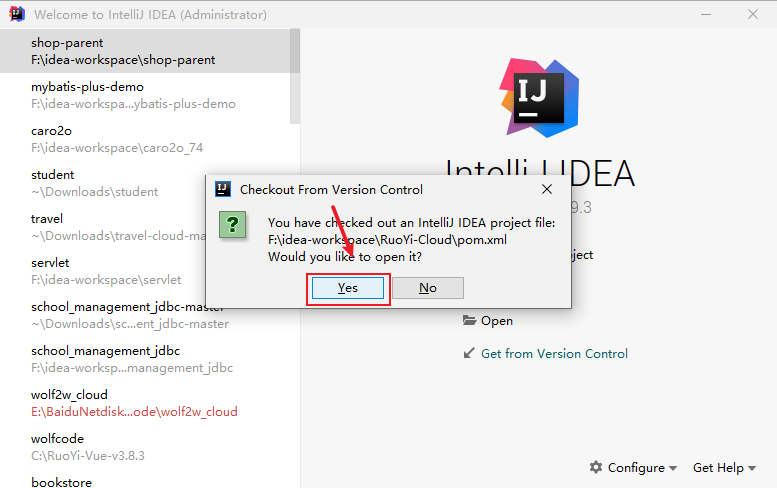 Welcome to IntelliJ IDEA (Administrator)
shop-parent
F:\idea-workspace\shop-parent
mybatis-plus-demo
F:\idea-workspa...ybatis-plus-demo
caro2o
F:\idea-workspace\caro2o_74
student
~\Downloads\student
travel
~\Downloads\travel-cloud-ma
servlet
F:\idea-workspace\servlet
school_management_jdbc-master
~\Downloads\sc...ent_jdbc-master
school_management_jdbc
F:\idea-worksp...management_jdbc
wolf2w_cloud
E:\BaiduNetdisk...ode\wolf2w_cloud
wolfcode
C:\RuoYi-Vue-v3.8.3
bookstore
IJ
IntelliJ IDEA
9.3
Checkout From Version Control
You have checked out an IntelliJ IDEA project file:
F:\idea-workspace\RuoYi-Cloud\pom.xml
Would you like to open it?
Yes
No
ject
Open
Get from Version Control
Configure
Get Help